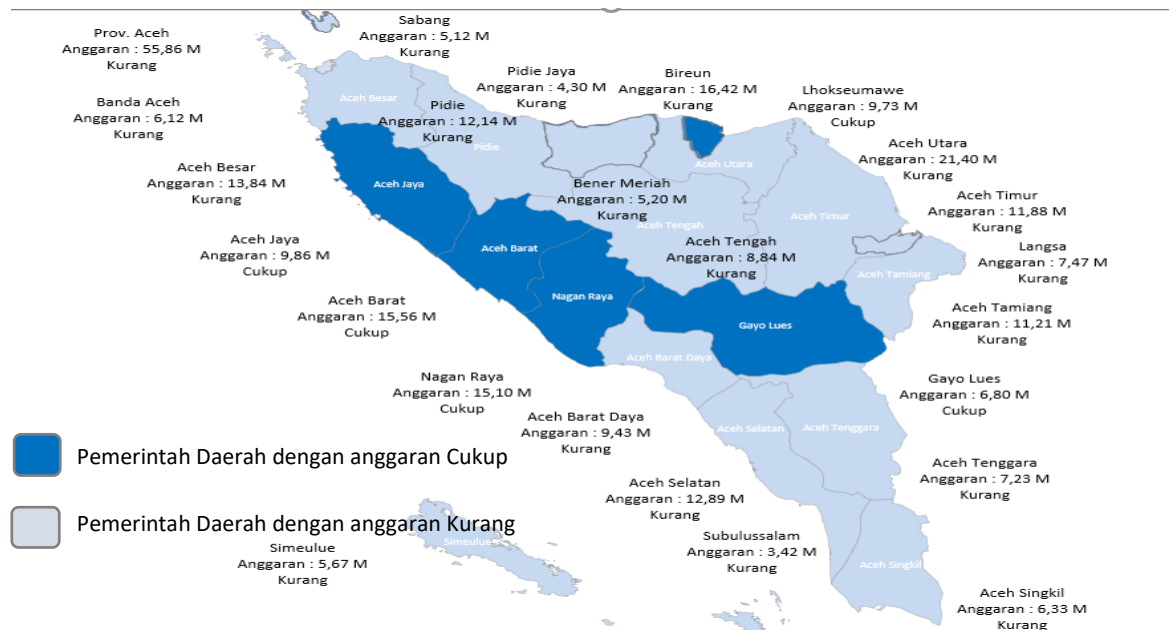 Prov. Aceh
Anggaran : 55,86 M
Kurang
Sabang
Anggaran : 5,12 M
Kurang
Pidie Jaya
Anggaran : 4,30 M
Kurang
Bireun
Anggaran : 16,42 M
Kurang
Lhokseumawe
Anggaran : 9,73 M
Cukup
Banda Aceh
Anggaran : 6,12 M
Kurang
Aceh Besar
Pidie
Anggaran : 12,14 M
Kurang
Pidie
Aceh Utara
Aceh Utara
Anggaran : 21,40 M
Kurang
Aceh Besar
Anggaran : 13,84 M
Kurang
Aceh Jaya
Bener Meriah
Anggaran : 5,20 M
Kurang
Aceh Tengah
Aceh Timur
Aceh Timur
Anggaran : 11,88 M
Kurang
Aceh Jaya
Anggaran : 9,86 M
Cukup
Aceh Barat
Aceh Tengah
Anggaran : 8,84 M
Kurang
Langsa
Anggaran : 7,47 M
Kurang
Aceh Tamiang
Aceh Barat
Anggaran : 15,56 M
Cukup
Nagan Raya
Gayo Lues
Aceh Tamiang
Anggaran : 11,21 M
Kurang
Aceh Barat Daya
Nagan Raya
Anggaran : 15,10 M
Cukup
Gayo Lues
Anggaran : 6,80 M
Cukup
Aceh Barat Daya
Anggaran : 9,43 M
Kurang
Aceh Selatan
Aceh Tenggara
Pemerintah Daerah dengan anggaran Cukup
Aceh Tenggara
Anggaran : 7,23 M
Kurang
Aceh Selatan
Anggaran : 12,89 M
Kurang
Pemerintah Daerah dengan anggaran Kurang
Simeulue
Simeulue
Anggaran : 5,67 M
Kurang
Subulussalam
Anggaran : 3,42 M
Kurang
Aceh Singkil
Aceh Singkil
Anggaran : 6,33 M
Kurang